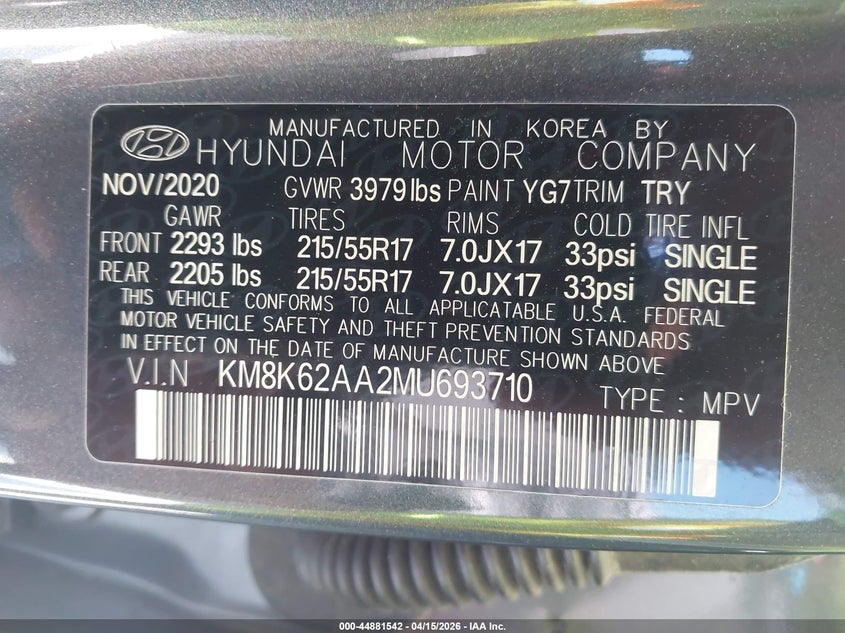 MANUFACTURED IN KOREA BY
HYUNDAI MOTOR COMPANY
NOV/2020 GVWR 3979 lbs PAINT YG7 TRIM TRY
GAWR TIRES RIMS COLD TIRE INFL
FRONT 2293 lbs 215/55R17 7.0JX17 33psi SINGLE
REAR 2205 lbs 215/55R17 7.0JX17 33psi SINGLE
THIS VEHICLE CONFORMS TO ALL APPLICATABLE U.S.A. FEDERAL
MOTOR VEHICLE SAFETY AND THEFT PREVENTION STANDARDS
IN EFFECT ON THE DATE OF MANUFACTURE SHOWN ABOVE
V.I.N KM8K62AA2MU693710 TYPE : MPV
000-44881542 - 04/15/2026 - IAA Inc.